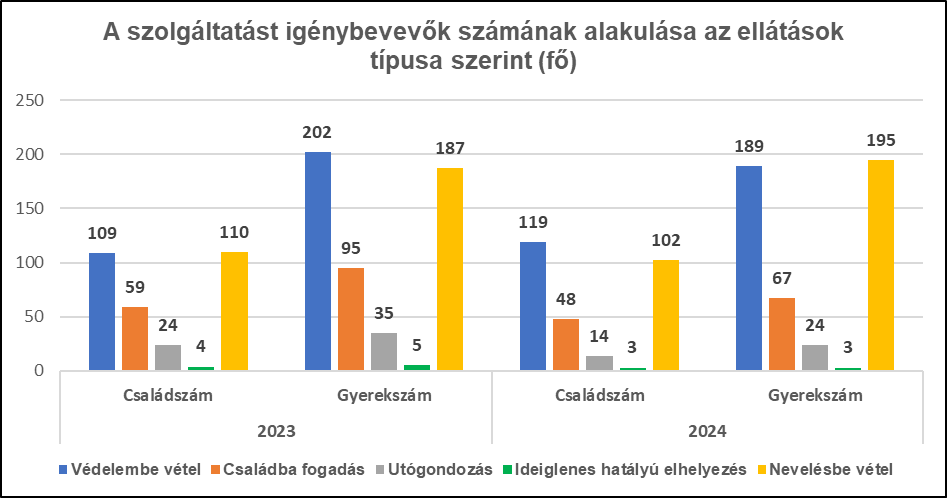 A szolgáltatást igénybevevők számának alakulása az ellátások
típusa szerint (fő)
250
200
150
100
50
0
109
59
24
4
110
202
95
35
5
187
119
48
14
3
102
189
67
24
3
195
Családszám
Gyerekszám
Családszám
Gyerekszám
2023
2024
Védelembe vétel
Családba fogadás
Utógondozás
Ideiglenes hatályú elhelyezés
Nevelésbe vétel